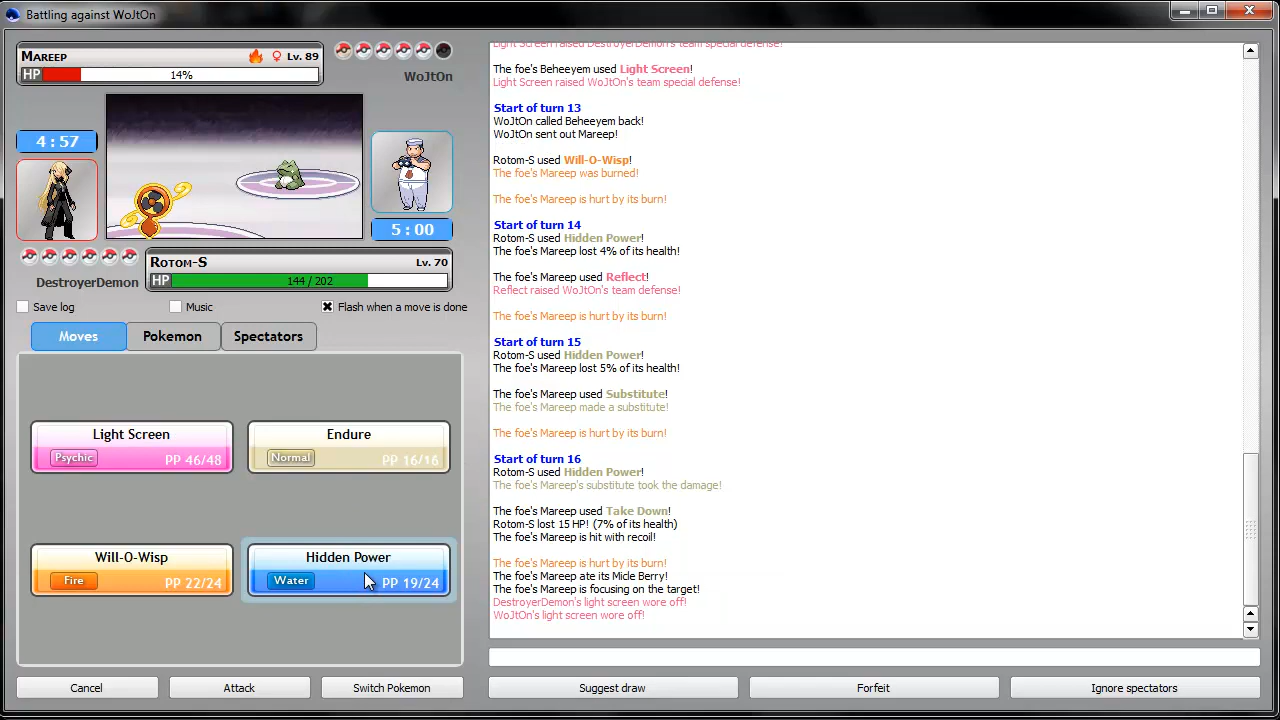 Battling against WoJtOn
MAREEP ♀ Lv. 89
HP 14%
WoJtOn
4:57
5:00
DestroyerDemon
ROTOM-S Lv. 70
HP 144 / 202
Save log
Music
Flash when a move is done
Moves
Pokemon
Spectators
Light Screen
Psychic PP 46/48
Endure
Normal PP 16/16
Will-O-Wisp
Fire PP 22/24
Hidden Power
Water PP 19/24
Cancel
Attack
Switch Pokemon
Light Screen raised DestroyerDemon's team special defense!
The foe's Beheeyem used Light Screen!
Light Screen raised WoJtOn's team special defense!
Start of turn 13
WoJtOn called Beheeyem back!
WoJtOn sent out Mareep!
Rotom-S used Will-O-Wisp!
The foe's Mareep was burned!
The foe's Mareep is hurt by its burn!
Start of turn 14
Rotom-S used Hidden Power!
The foe's Mareep lost 4% of its health!
The foe's Mareep used Reflect!
Reflect raised WoJtOn's team defense!
The foe's Mareep is hurt by its burn!
Start of turn 15
Rotom-S used Hidden Power!
The foe's Mareep lost 5% of its health!
The foe's Mareep used Substitute!
The foe's Mareep made a substitute!
The foe's Mareep is hurt by its burn!
Start of turn 16
Rotom-S used Hidden Power!
The foe's Mareep's substitute took the damage!
The foe's Mareep used Take Down!
Rotom-S lost 15 HP! (7% of its health)
The foe's Mareep is hit with recoil!
The foe's Mareep is hurt by its burn!
The foe's Mareep ate its Micle Berry!
The foe's Mareep is focusing on the target!
DestroyerDemon's light screen wore off!
WoJtOn's light screen wore off!
Suggest draw
Forfeit
Ignore spectators